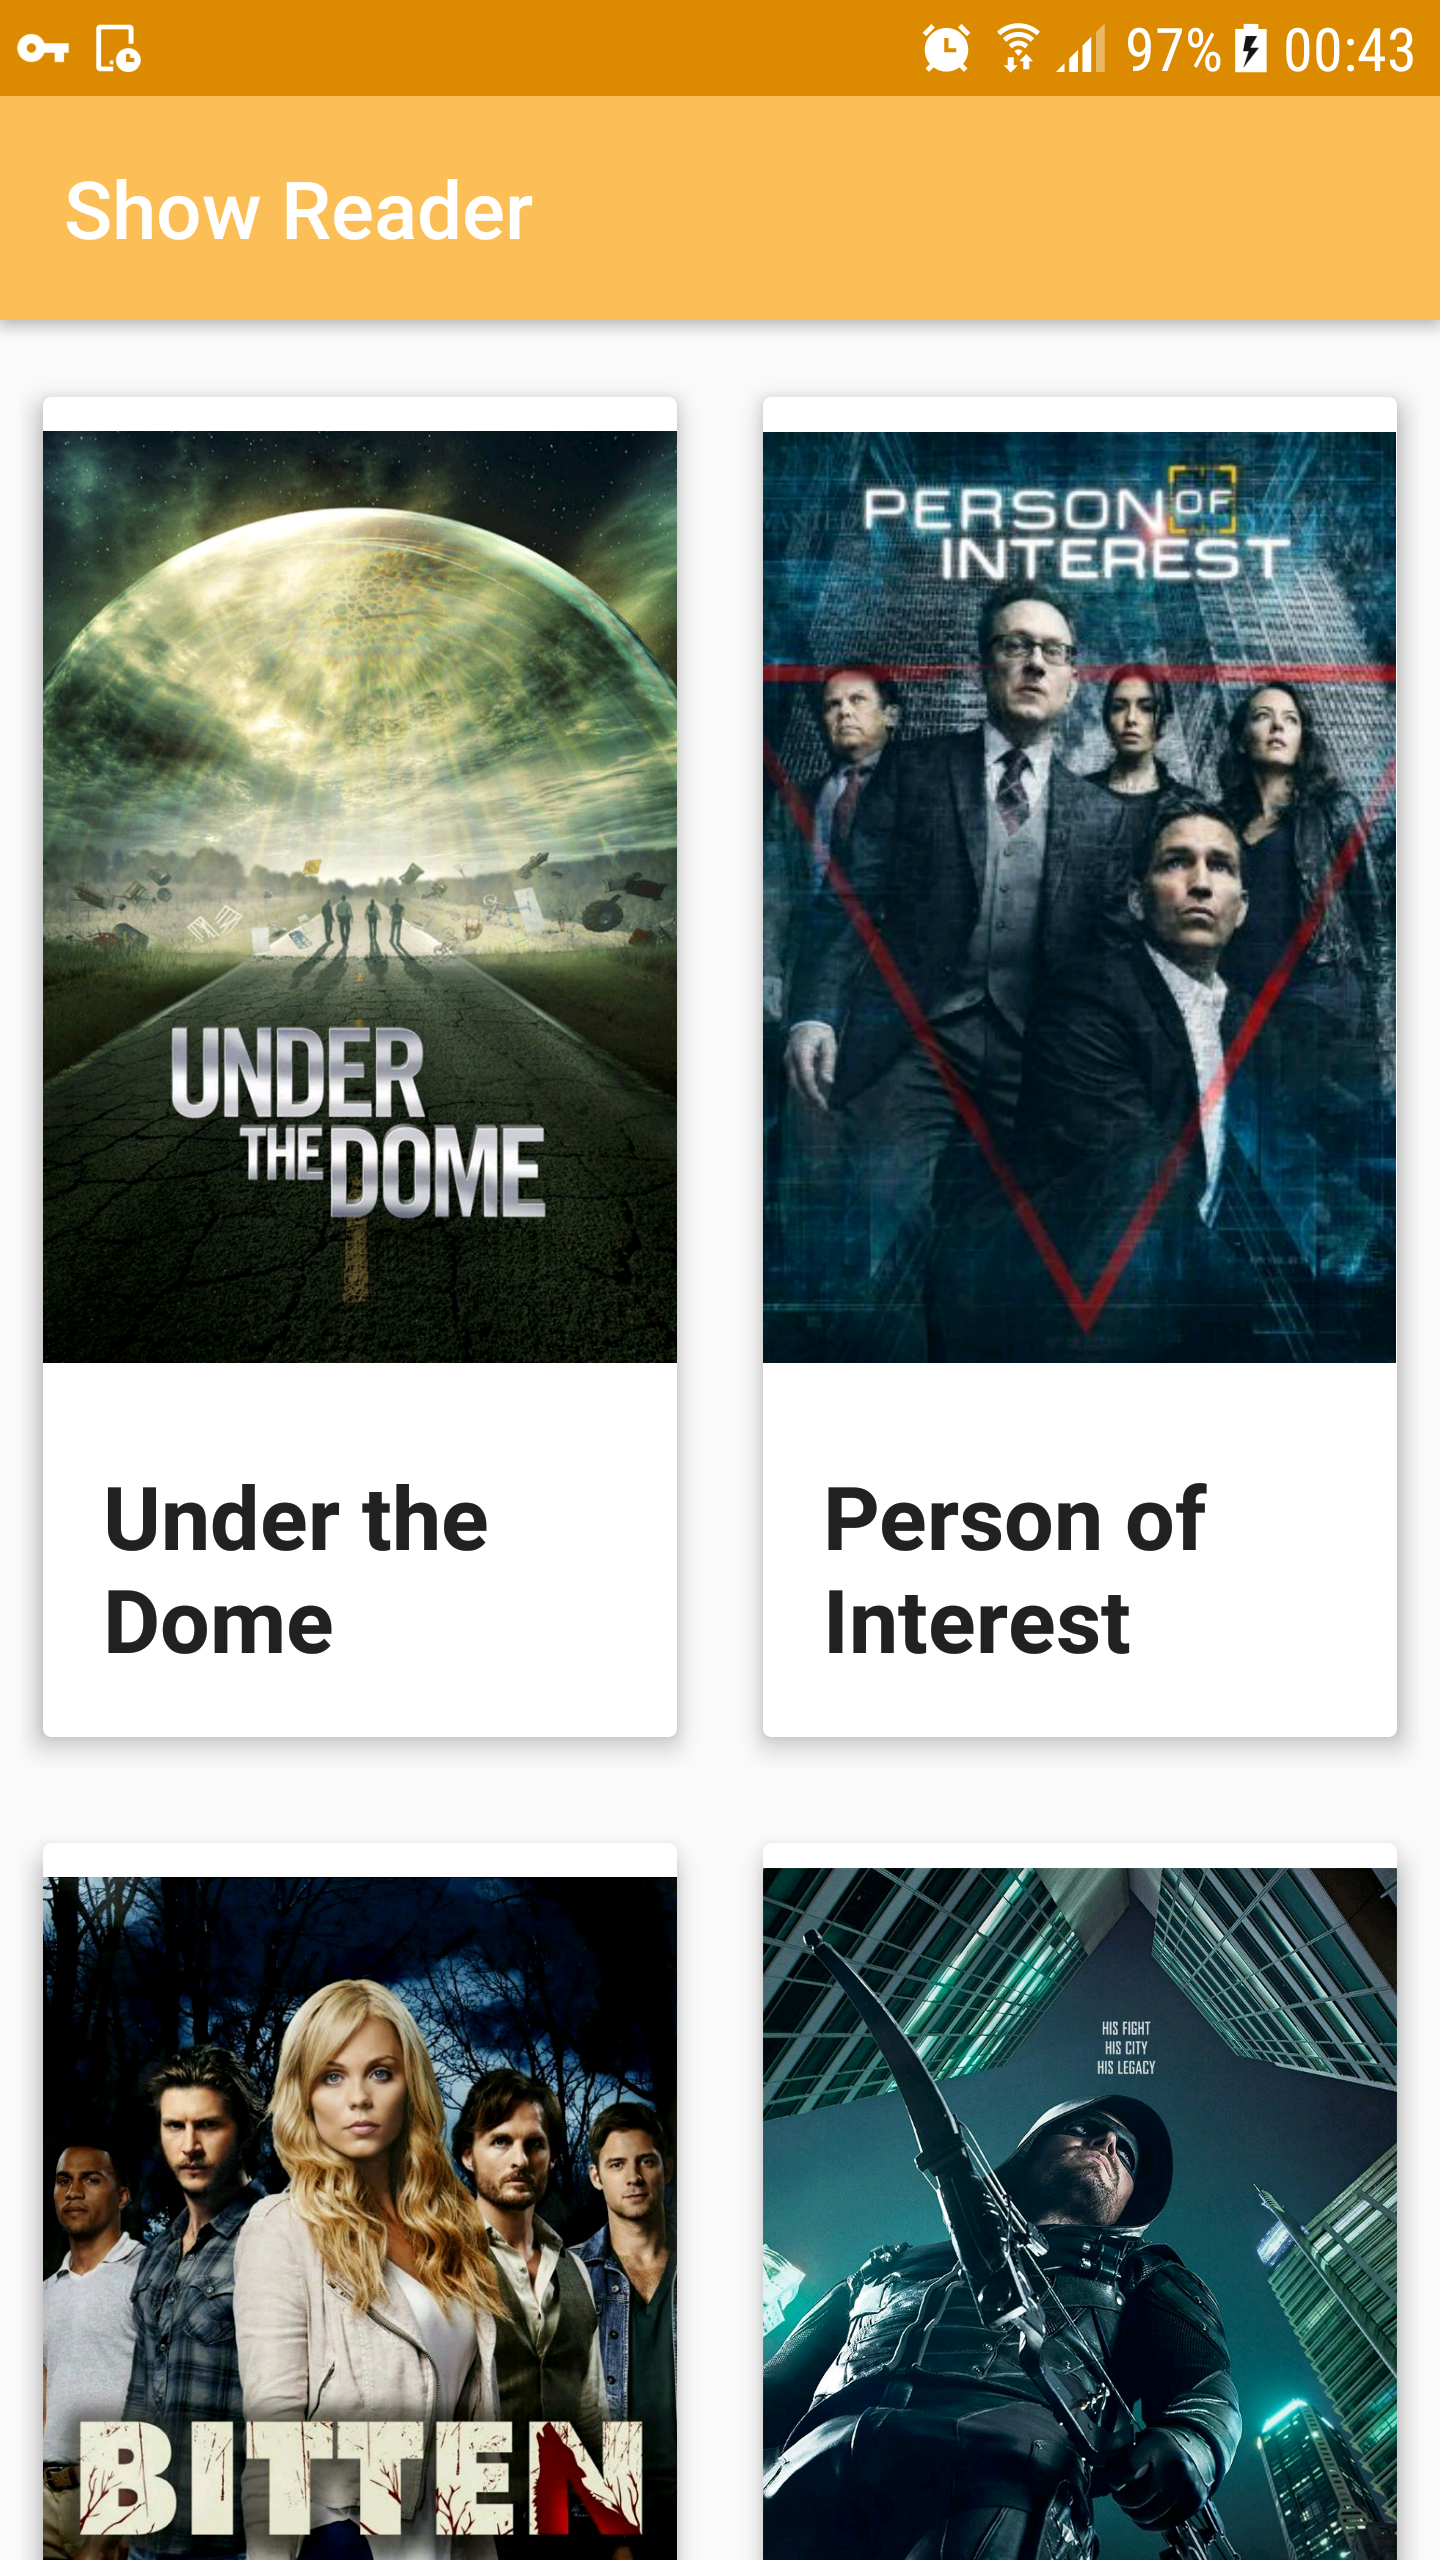 97% 00:43
Show Reader
UNDER
THE DOME
PERSON OF
INTEREST
Under the
Dome
Person of
Interest
BITTEN
HIS FIGHT
HIS CITY
HIS LEGACY